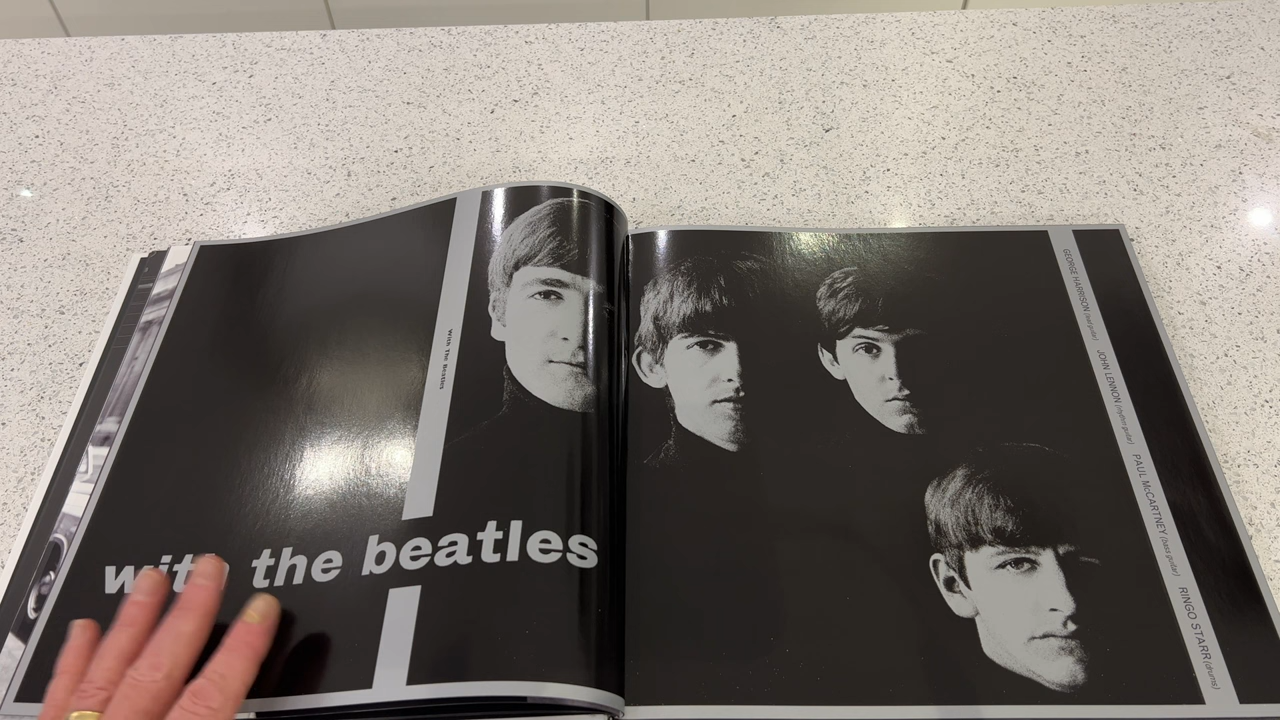 With The Beatles
with the beatles
GEORGE HARRISON (lead guitar) JOHN LENNON (rhythm guitar) PAUL McCARTNEY (bass guitar) RINGO STARR (drums)